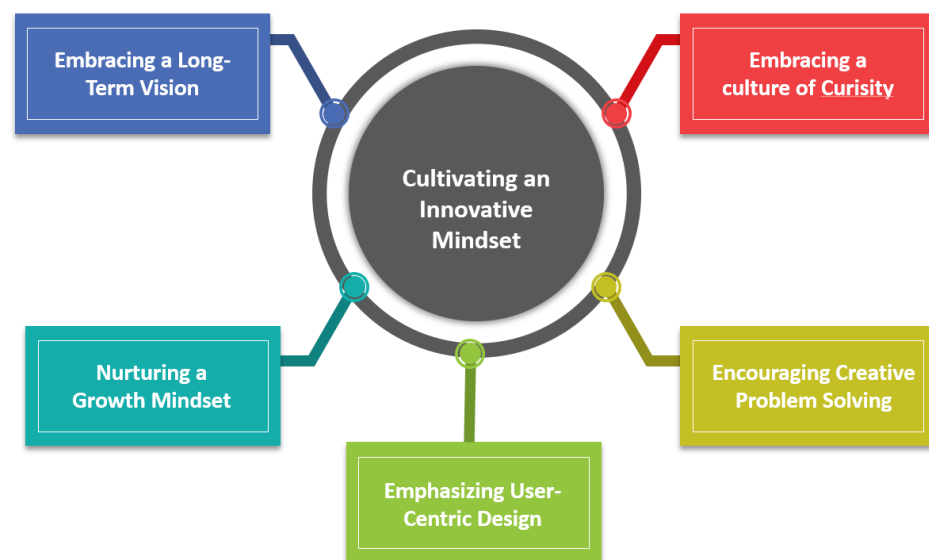 Embracing a Long-
Term Vision
Embracing a
culture of Curisity
Cultivating an
Innovative
Mindset
Nurturing a
Growth Mindset
Encouraging Creative
Problem Solving
Emphasizing User-
Centric Design